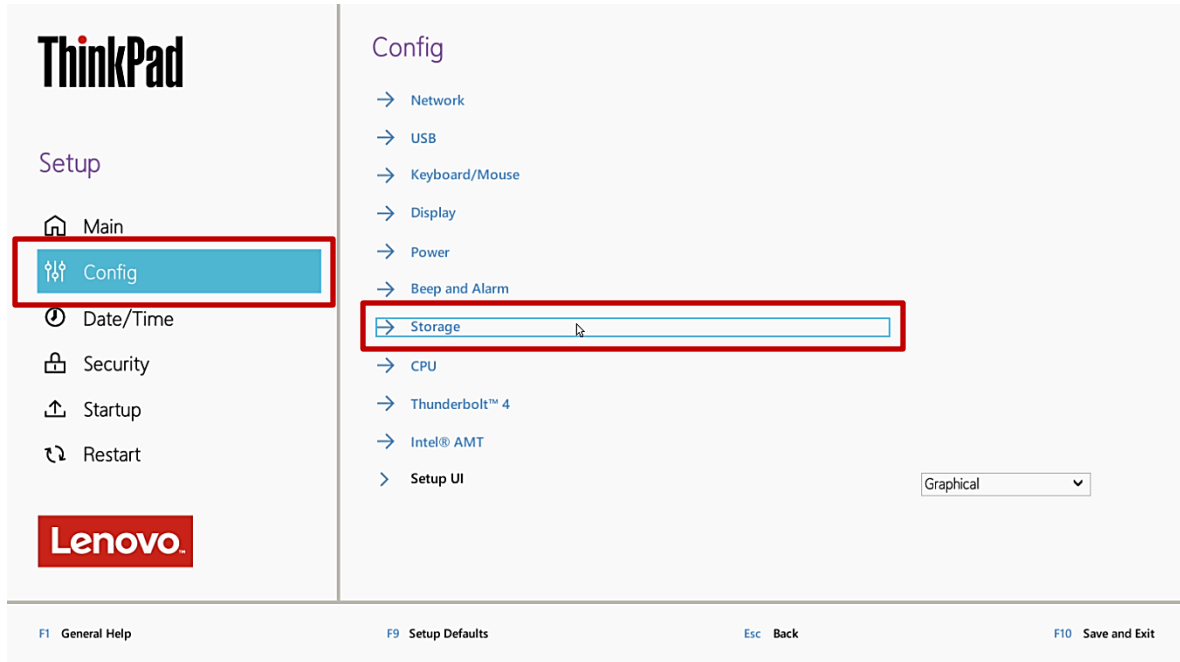 ThinkPad
Setup
Main
Config
Date/Time
Security
Startup
Restart
Lenovo™
Config
Network
USB
Keyboard/Mouse
Display
Power
Beep and Alarm
Storage
CPU
Thunderbolt™ 4
Intel® AMT
Setup UI Graphical
F1 General Help F9 Setup Defaults Esc Back F10 Save and Exit